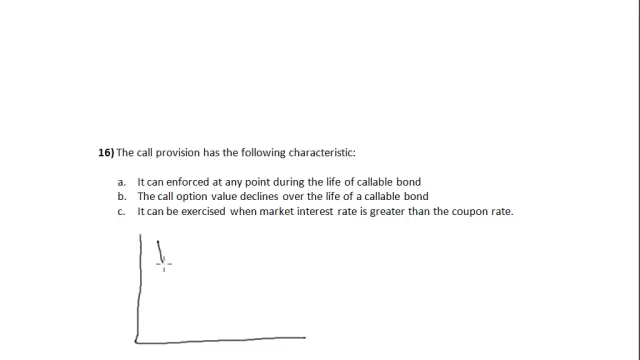 16) The call provision has the following characteristic:
a. It can enforced at any point during the life of callable bond
b. The call option value declines over the life of a callable bond
c. It can be exercised when market interest rate is greater than the coupon rate.